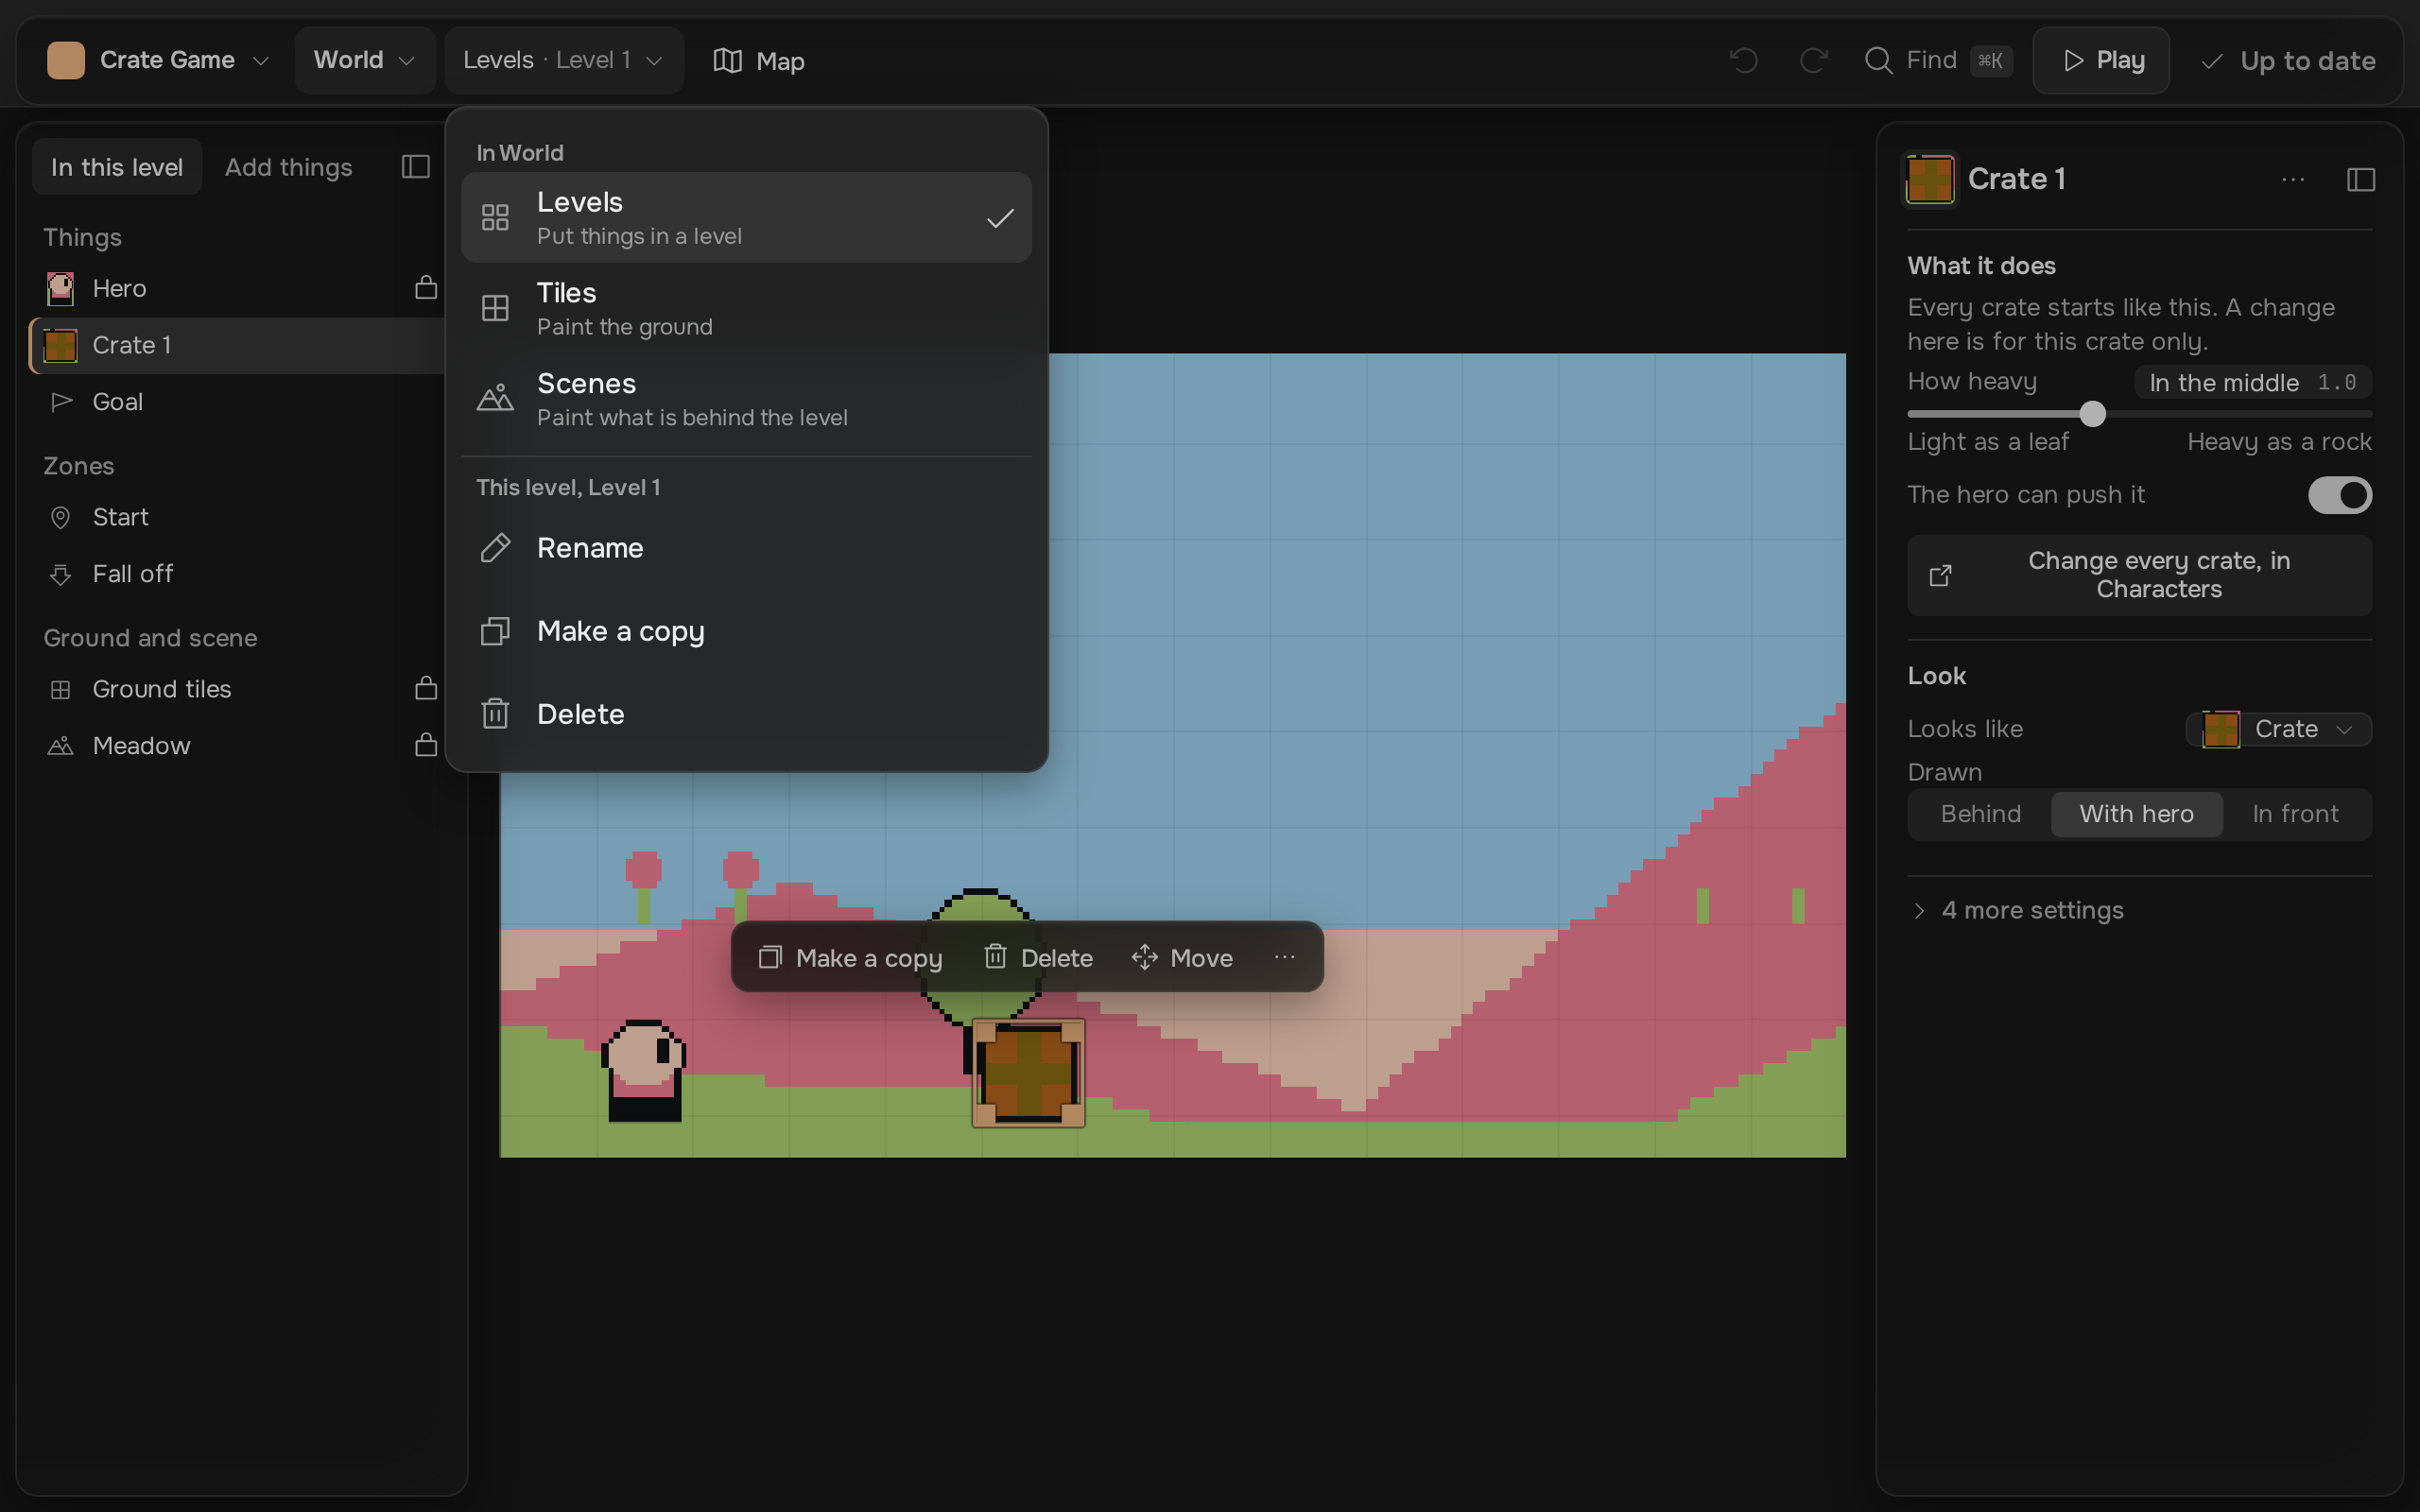 Crate Game
World
Levels · Level 1
Map
Find ⌘K
Play
Up to date
In this level
Add things
Things
Hero
Crate 1
Goal
Zones
Start
Fall off
Ground and scene
Ground tiles
Meadow
In World
Levels
Put things in a level
Tiles
Paint the ground
Scenes
Paint what is behind the level
This level, Level 1
Rename
Make a copy
Delete
Make a copy
Delete
Move
Crate 1
What it does
Every crate starts like this. A change
here is for this crate only.
How heavy
In the middle 1.0
Light as a leaf
Heavy as a rock
The hero can push it
Change every crate, in
Characters
Look
Looks like
Crate
Drawn
Behind
With hero
In front
4 more settings